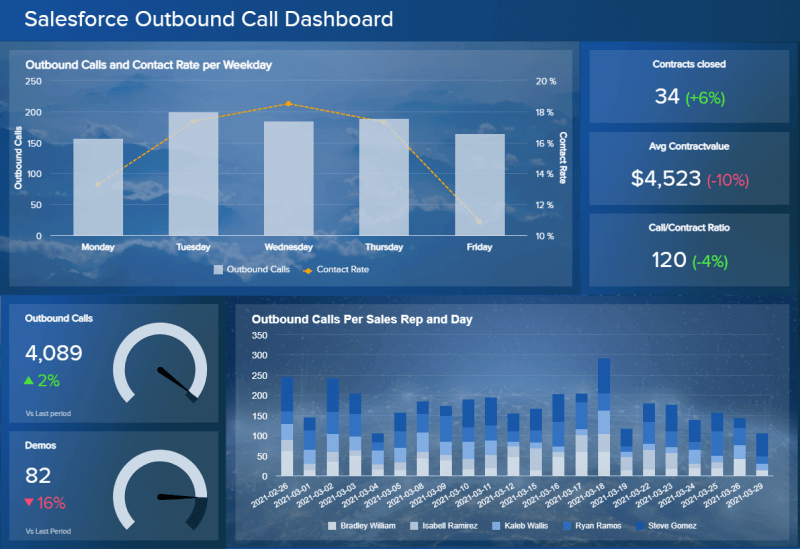 Salesforce Outbound Call Dashboard
Outbound Calls and Contact Rate per Weekday
250
200
150
100
50
0
Outbound Calls
20 %
18 %
16 %
14 %
12 %
10 %
Contact Rate
Monday Tuesday Wednesday Thursday Friday
Outbound Calls Contact Rate
Contracts closed
34 (+6%)
Avg Contractvalue
$4,523 (-10%)
Call/Contract Ratio
120 (-4%)
Outbound Calls
4,089
2%
Vs Last period
Demos
82
16%
Vs Last Period
Outbound Calls Per Sales Rep and Day
350
300
250
200
150
100
50
0
2021-02-26 2021-03-01 2021-03-02 2021-03-03 2021-03-04 2021-03-05 2021-03-08 2021-03-09 2021-03-10 2021-03-11 2021-03-12 2021-03-15 2021-03-16 2021-03-17 2021-03-18 2021-03-19 2021-03-22 2021-03-23 2021-03-24 2021-03-25 2021-03-26 2021-03-29
Bradley William Isabell Ramirez Kaleb Wallis Ryan Ramos Steve Gomez